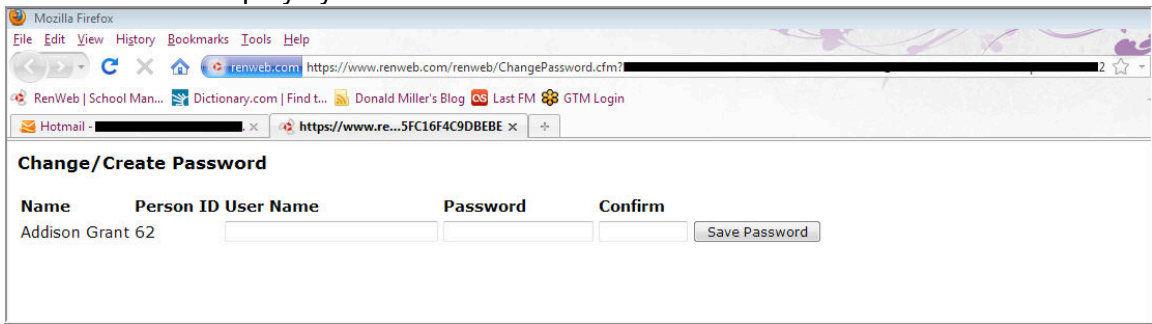 Mozilla Firefox
File Edit View History Bookmarks Tools Help
renweb.com https://www.renweb.com/renweb/ChangePassword.cfm? 2
RenWeb | School Man... Dictionary.com | Find t... Donald Miller's Blog Last FM GTM Login
Hotmail - https://www.re...5FC16F4C9DBEBE
Change/Create Password
Name Person ID User Name Password Confirm
Addison Grant 62 Save Password